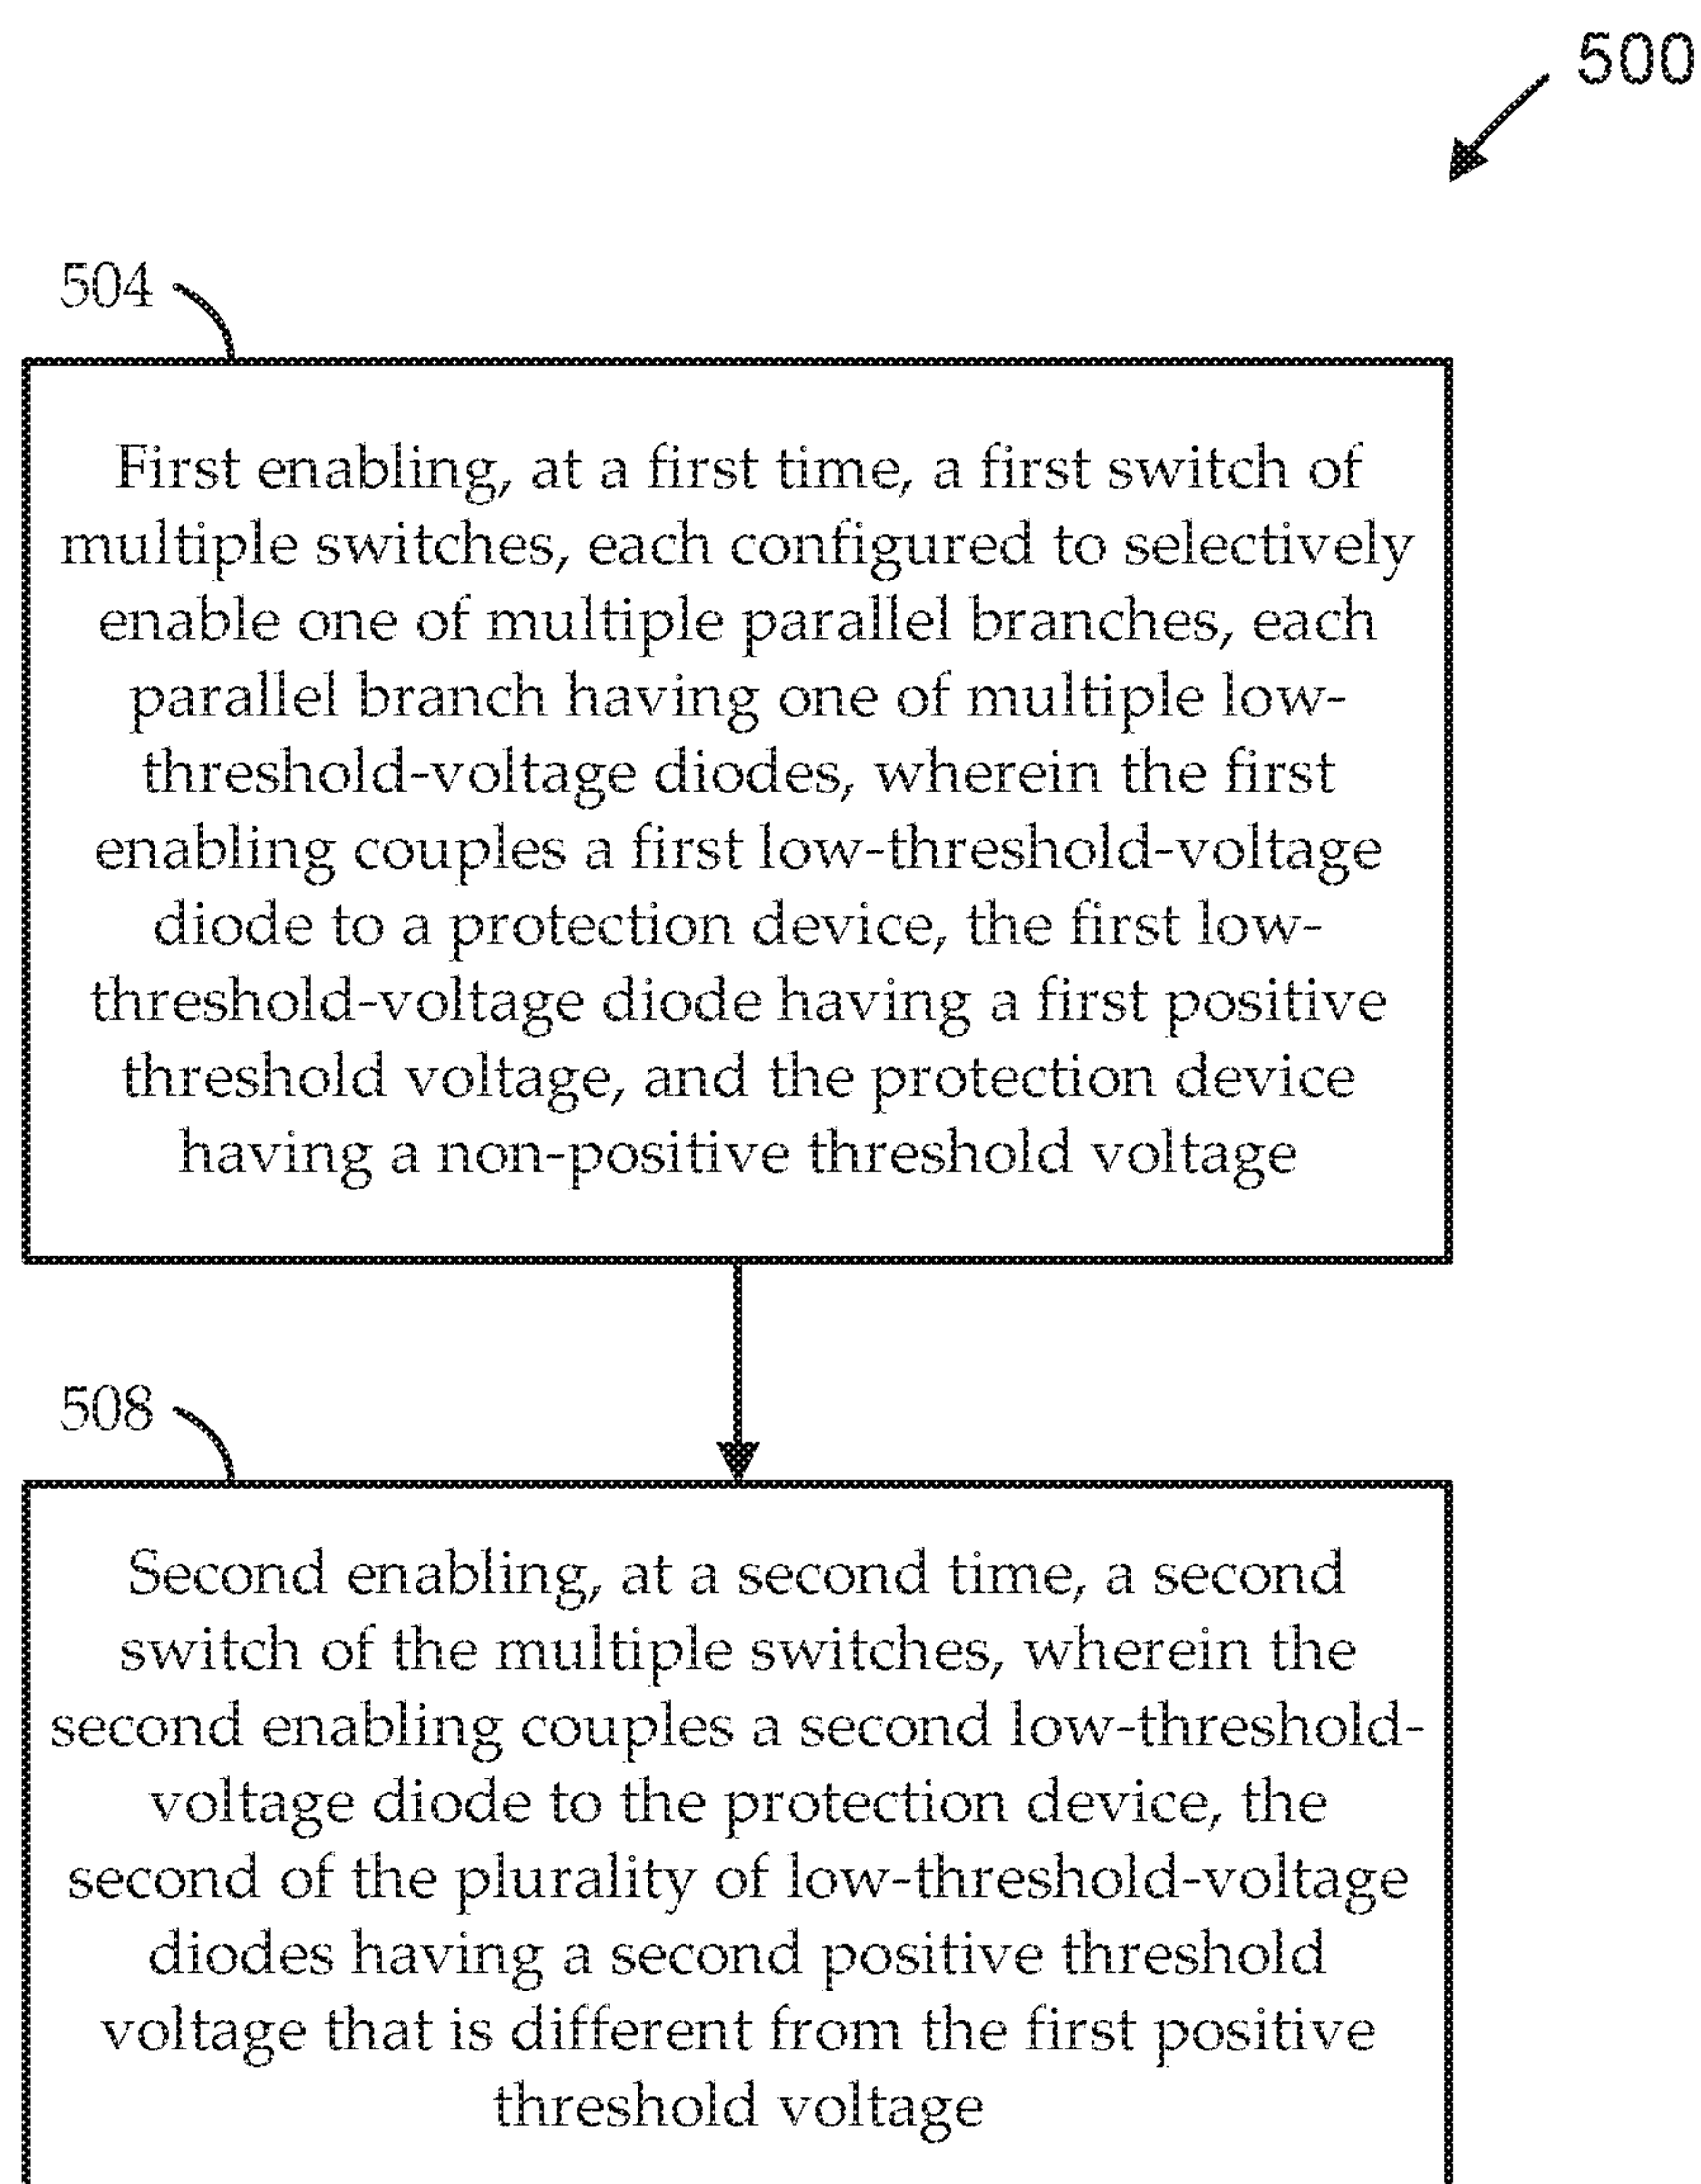 500
504
First enabling, at a first time, a first switch of
multiple switches, each configured to selectively
enable one of multiple parallel branches, each
parallel branch having one of multiple low-
threshold-voltage diodes, wherein the first
enabling couples a first low-threshold-voltage
diode to a protection device, the first low-
threshold-voltage diode having a first positive
threshold voltage, and the protection device
having a non-positive threshold voltage
508
Second enabling, at a second time, a second
switch of the multiple switches, wherein the
second enabling couples a second low-threshold-
voltage diode to the protection device, the
second of the plurality of low-threshold-voltage
diodes having a second positive threshold
voltage that is different from the first positive
threshold voltage